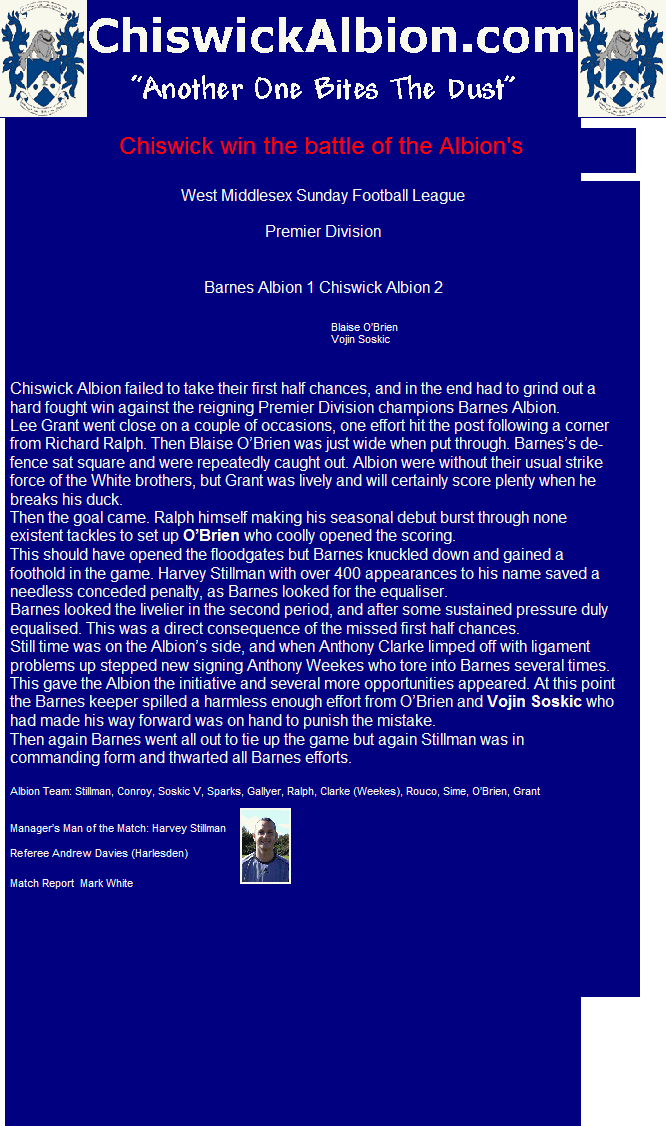 ChiswickAlbion.com
“Another One Bites The Dust”
Chiswick win the battle of the Albion's
West Middlesex Sunday Football League
Premier Division
Barnes Albion 1 Chiswick Albion 2
Blaise O'Brien
Vojin Soskic
Chiswick Albion failed to take their first half chances, and in the end had to grind out a
hard fought win against the reigning Premier Division champions Barnes Albion.
Lee Grant went close on a couple of occasions, one effort hit the post following a corner
from Richard Ralph. Then Blaise O’Brien was just wide when put through. Barnes’s de-
fence sat square and were repeatedly caught out. Albion were without their usual strike
force of the White brothers, but Grant was lively and will certainly score plenty when he
breaks his duck.
Then the goal came. Ralph himself making his seasonal debut burst through none
existent tackles to set up O’Brien who coolly opened the scoring.
This should have opened the floodgates but Barnes knuckled down and gained a
foothold in the game. Harvey Stillman with over 400 appearances to his name saved a
needless conceded penalty, as Barnes looked for the equaliser.
Barnes looked the livelier in the second period, and after some sustained pressure duly
equalised. This was a direct consequence of the missed first half chances.
Still time was on the Albion’s side, and when Anthony Clarke limped off with ligament
problems up stepped new signing Anthony Weekes who tore into Barnes several times.
This gave the Albion the initiative and several more opportunities appeared. At this point
the Barnes keeper spilled a harmless enough effort from O’Brien and Vojin Soskic who
had made his way forward was on hand to punish the mistake.
Then again Barnes went all out to tie up the game but again Stillman was in
commanding form and thwarted all Barnes efforts.
Albion Team: Stillman, Conroy, Soskic V, Sparks, Gallyer, Ralph, Clarke (Weekes), Rouco, Sime, O'Brien, Grant
Manager's Man of the Match: Harvey Stillman
Referee Andrew Davies (Harlesden)
Match Report Mark White